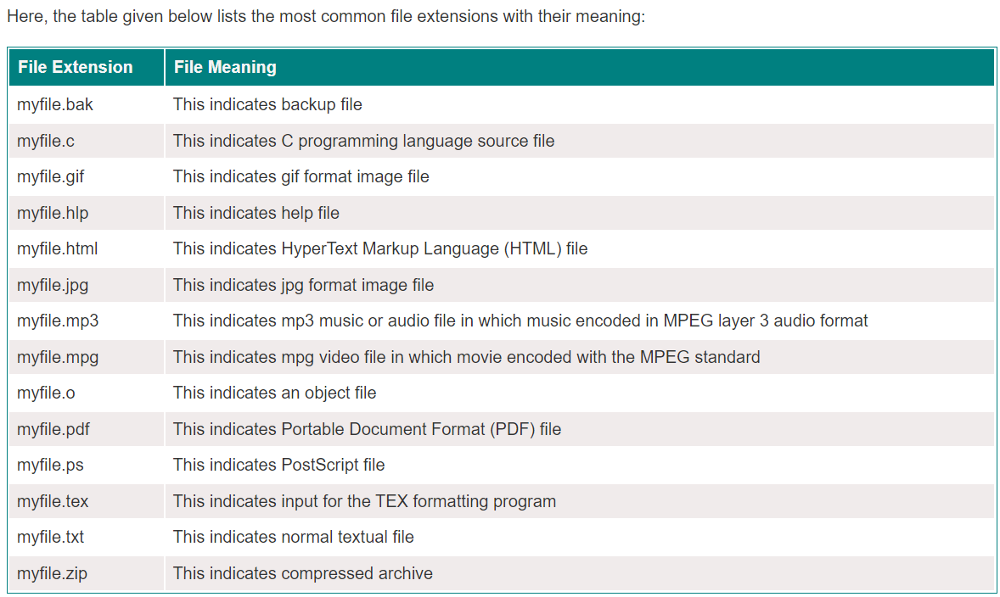 Here, the table given below lists the most common file extensions with their meaning:
File Extension File Meaning
myfile.bak This indicates backup file
myfile.c This indicates C programming language source file
myfile.gif This indicates gif format image file
myfile.hlp This indicates help file
myfile.html This indicates HyperText Markup Language (HTML) file
myfile.jpg This indicates jpg format image file
myfile.mp3 This indicates mp3 music or audio file in which music encoded in MPEG layer 3 audio format
myfile.mpg This indicates mpg video file in which movie encoded with the MPEG standard
myfile.o This indicates an object file
myfile.pdf This indicates Portable Document Format (PDF) file
myfile.ps This indicates PostScript file
myfile.tex This indicates input for the TEX formatting program
myfile.txt This indicates normal textual file
myfile.zip This indicates compressed archive